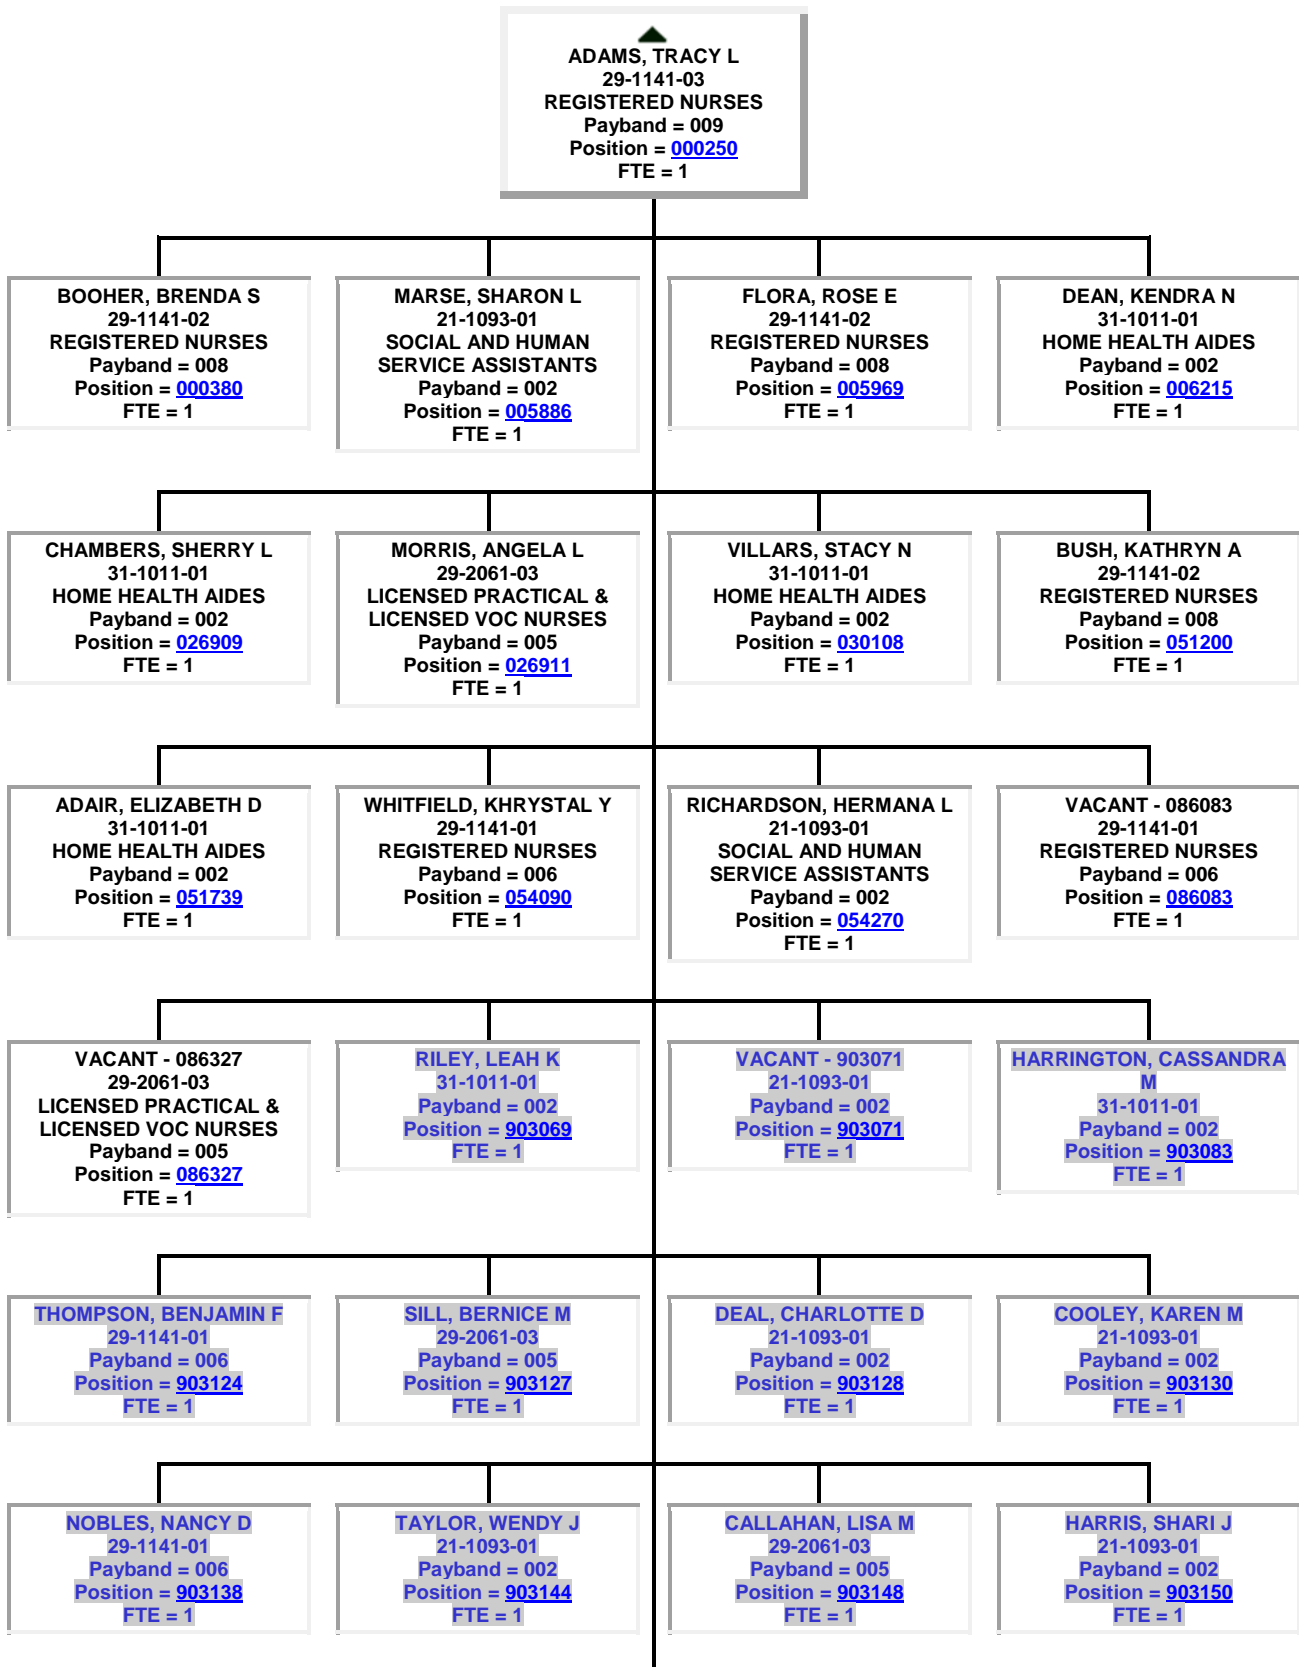 ADAMS, TRACY L
29-1141-03
REGISTERED NURSES
Payband = 009
Position = 000250
FTE = 1
BOOHER, BRENDA S
29-1141-02
REGISTERED NURSES
Payband = 008
Position = 000380
FTE = 1
MARSE, SHARON L
21-1093-01
SOCIAL AND HUMAN
SERVICE ASSISTANTS
Payband = 002
Position = 005886
FTE = 1
FLORA, ROSE E
29-1141-02
REGISTERED NURSES
Payband = 008
Position = 005969
FTE = 1
DEAN, KENDRA N
31-1011-01
HOME HEALTH AIDES
Payband = 002
Position = 006215
FTE = 1
CHAMBERS, SHERRY L
31-1011-01
HOME HEALTH AIDES
Payband = 002
Position = 026909
FTE = 1
MORRIS, ANGELA L
29-2061-03
LICENSED PRACTICAL &
LICENSED VOC NURSES
Payband = 005
Position = 026911
FTE = 1
VILLARS, STACY N
31-1011-01
HOME HEALTH AIDES
Payband = 002
Position = 030108
FTE = 1
BUSH, KATHRYN A
29-1141-02
REGISTERED NURSES
Payband = 008
Position = 051200
FTE = 1
ADAIR, ELIZABETH D
31-1011-01
HOME HEALTH AIDES
Payband = 002
Position = 051739
FTE = 1
WHITFIELD, KHRYSTAL Y
29-1141-01
REGISTERED NURSES
Payband = 006
Position = 054090
FTE = 1
RICHARDSON, HERMANA L
21-1093-01
SOCIAL AND HUMAN
SERVICE ASSISTANTS
Payband = 002
Position = 054270
FTE = 1
VACANT - 086083
29-1141-01
REGISTERED NURSES
Payband = 006
Position = 086083
FTE = 1
VACANT - 086327
29-2061-03
LICENSED PRACTICAL &
LICENSED VOC NURSES
Payband = 005
Position = 086327
FTE = 1
RILEY, LEAH K
31-1011-01
Payband = 002
Position = 903069
FTE = 1
VACANT - 903071
21-1093-01
Payband = 002
Position = 903071
FTE = 1
HARRINGTON, CASSANDRA
M
31-1011-01
Payband = 002
Position = 903083
FTE = 1
THOMPSON, BENJAMIN F
29-1141-01
Payband = 006
Position = 903124
FTE = 1
SILL, BERNICE M
29-2061-03
Payband = 005
Position = 903127
FTE = 1
DEAL, CHARLOTTE D
21-1093-01
Payband = 002
Position = 903128
FTE = 1
COOLEY, KAREN M
21-1093-01
Payband = 002
Position = 903130
FTE = 1
NOBLES, NANCY D
29-1141-01
Payband = 006
Position = 903138
FTE = 1
TAYLOR, WENDY J
21-1093-01
Payband = 002
Position = 903144
FTE = 1
CALLAHAN, LISA M
29-2061-03
Payband = 005
Position = 903148
FTE = 1
HARRIS, SHARI J
21-1093-01
Payband = 002
Position = 903150
FTE = 1